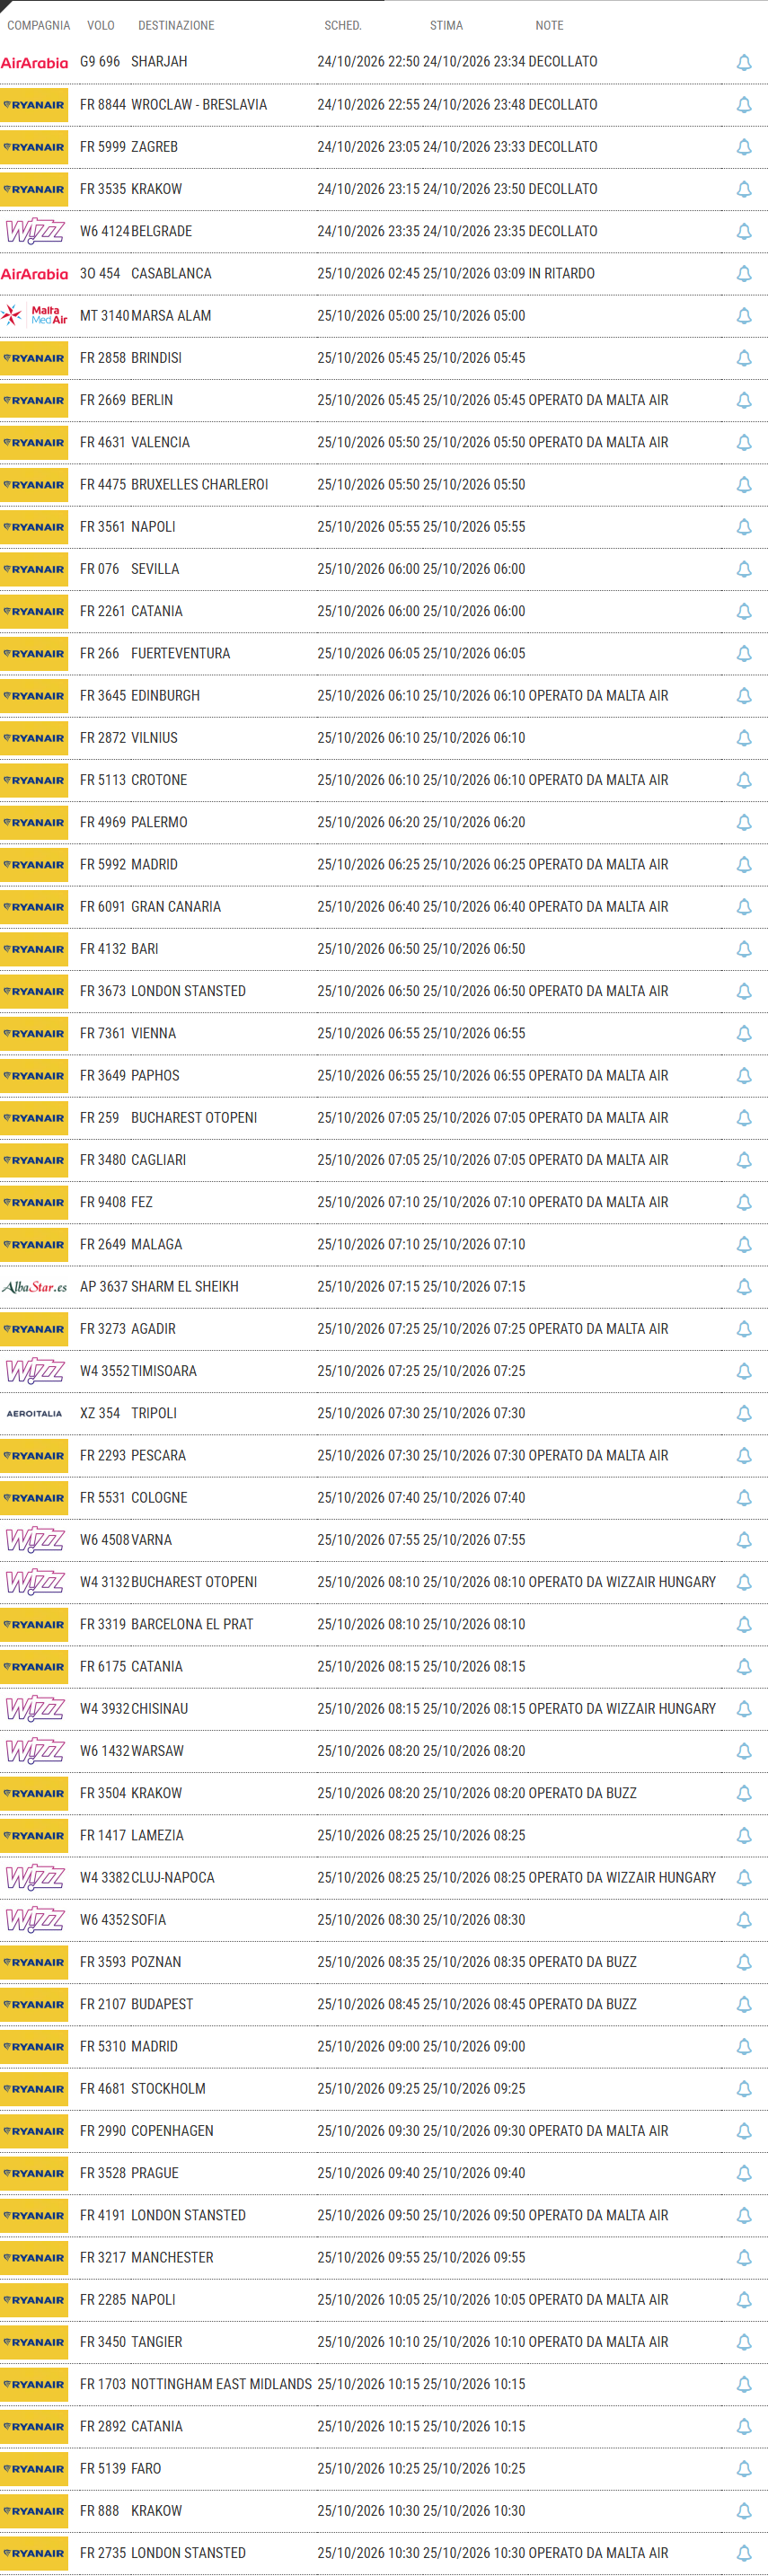 COMPAGNIA VOLO DESTINAZIONE SCHED. STIMA NOTE
AirArabia G9 696 SHARJAH 24/10/2026 22:50 24/10/2026 23:34 DECOLLATO
RYANAIR FR 8844 WROCLAW - BRESLAVIA 24/10/2026 22:55 24/10/2026 23:48 DECOLLATO
RYANAIR FR 5999 ZAGREB 24/10/2026 23:05 24/10/2026 23:33 DECOLLATO
RYANAIR FR 3535 KRAKOW 24/10/2026 23:15 24/10/2026 23:50 DECOLLATO
WIZZ W6 4124 BELGRADE 24/10/2026 23:35 24/10/2026 23:35 DECOLLATO
AirArabia 3O 454 CASABLANCA 25/10/2026 02:45 25/10/2026 03:09 IN RITARDO
Malta MedAir MT 3140 MARSA ALAM 25/10/2026 05:00 25/10/2026 05:00
RYANAIR FR 2858 BRINDISI 25/10/2026 05:45 25/10/2026 05:45
RYANAIR FR 2669 BERLIN 25/10/2026 05:45 25/10/2026 05:45 OPERATO DA MALTA AIR
RYANAIR FR 4631 VALENCIA 25/10/2026 05:50 25/10/2026 05:50 OPERATO DA MALTA AIR
RYANAIR FR 4475 BRUXELLES CHARLEROI 25/10/2026 05:50 25/10/2026 05:50
RYANAIR FR 3561 NAPOLI 25/10/2026 05:55 25/10/2026 05:55
RYANAIR FR 076 SEVILLA 25/10/2026 06:00 25/10/2026 06:00
RYANAIR FR 2261 CATANIA 25/10/2026 06:00 25/10/2026 06:00
RYANAIR FR 266 FUERTEVENTURA 25/10/2026 06:05 25/10/2026 06:05
RYANAIR FR 3645 EDINBURGH 25/10/2026 06:10 25/10/2026 06:10 OPERATO DA MALTA AIR
RYANAIR FR 2872 VILNIUS 25/10/2026 06:10 25/10/2026 06:10
RYANAIR FR 5113 CROTONE 25/10/2026 06:10 25/10/2026 06:10 OPERATO DA MALTA AIR
RYANAIR FR 4969 PALERMO 25/10/2026 06:20 25/10/2026 06:20
RYANAIR FR 5992 MADRID 25/10/2026 06:25 25/10/2026 06:25 OPERATO DA MALTA AIR
RYANAIR FR 6091 GRAN CANARIA 25/10/2026 06:40 25/10/2026 06:40 OPERATO DA MALTA AIR
RYANAIR FR 4132 BARI 25/10/2026 06:50 25/10/2026 06:50
RYANAIR FR 3673 LONDON STANSTED 25/10/2026 06:50 25/10/2026 06:50 OPERATO DA MALTA AIR
RYANAIR FR 7361 VIENNA 25/10/2026 06:55 25/10/2026 06:55
RYANAIR FR 3649 PAPHOS 25/10/2026 06:55 25/10/2026 06:55 OPERATO DA MALTA AIR
RYANAIR FR 259 BUCHAREST OTOPENI 25/10/2026 07:05 25/10/2026 07:05 OPERATO DA MALTA AIR
RYANAIR FR 3480 CAGLIARI 25/10/2026 07:05 25/10/2026 07:05 OPERATO DA MALTA AIR
RYANAIR FR 9408 FEZ 25/10/2026 07:10 25/10/2026 07:10 OPERATO DA MALTA AIR
RYANAIR FR 2649 MALAGA 25/10/2026 07:10 25/10/2026 07:10
AlbaStar.es AP 3637 SHARM EL SHEIKH 25/10/2026 07:15 25/10/2026 07:15
RYANAIR FR 3273 AGADIR 25/10/2026 07:25 25/10/2026 07:25 OPERATO DA MALTA AIR
WIZZ W4 3552 TIMISOARA 25/10/2026 07:25 25/10/2026 07:25
AEROITALIA XZ 354 TRIPOLI 25/10/2026 07:30 25/10/2026 07:30
RYANAIR FR 2293 PESCARA 25/10/2026 07:30 25/10/2026 07:30 OPERATO DA MALTA AIR
RYANAIR FR 5531 COLOGNE 25/10/2026 07:40 25/10/2026 07:40
WIZZ W6 4508 VARNA 25/10/2026 07:55 25/10/2026 07:55
WIZZ W4 3132 BUCHAREST OTOPENI 25/10/2026 08:10 25/10/2026 08:10 OPERATO DA WIZZAIR HUNGARY
RYANAIR FR 3319 BARCELONA EL PRAT 25/10/2026 08:10 25/10/2026 08:10
RYANAIR FR 6175 CATANIA 25/10/2026 08:15 25/10/2026 08:15
WIZZ W4 3932 CHISINAU 25/10/2026 08:15 25/10/2026 08:15 OPERATO DA WIZZAIR HUNGARY
WIZZ W6 1432 WARSAW 25/10/2026 08:20 25/10/2026 08:20
RYANAIR FR 3504 KRAKOW 25/10/2026 08:20 25/10/2026 08:20 OPERATO DA BUZZ
RYANAIR FR 1417 LAMEZIA 25/10/2026 08:25 25/10/2026 08:25
WIZZ W4 3382 CLUJ-NAPOCA 25/10/2026 08:25 25/10/2026 08:25 OPERATO DA WIZZAIR HUNGARY
WIZZ W6 4352 SOFIA 25/10/2026 08:30 25/10/2026 08:30
RYANAIR FR 3593 POZNAN 25/10/2026 08:35 25/10/2026 08:35 OPERATO DA BUZZ
RYANAIR FR 2107 BUDAPEST 25/10/2026 08:45 25/10/2026 08:45 OPERATO DA BUZZ
RYANAIR FR 5310 MADRID 25/10/2026 09:00 25/10/2026 09:00
RYANAIR FR 4681 STOCKHOLM 25/10/2026 09:25 25/10/2026 09:25
RYANAIR FR 2990 COPENHAGEN 25/10/2026 09:30 25/10/2026 09:30 OPERATO DA MALTA AIR
RYANAIR FR 3528 PRAGUE 25/10/2026 09:40 25/10/2026 09:40
RYANAIR FR 4191 LONDON STANSTED 25/10/2026 09:50 25/10/2026 09:50 OPERATO DA MALTA AIR
RYANAIR FR 3217 MANCHESTER 25/10/2026 09:55 25/10/2026 09:55
RYANAIR FR 2285 NAPOLI 25/10/2026 10:05 25/10/2026 10:05 OPERATO DA MALTA AIR
RYANAIR FR 3450 TANGIER 25/10/2026 10:10 25/10/2026 10:10 OPERATO DA MALTA AIR
RYANAIR FR 1703 NOTTINGHAM EAST MIDLANDS 25/10/2026 10:15 25/10/2026 10:15
RYANAIR FR 2892 CATANIA 25/10/2026 10:15 25/10/2026 10:15
RYANAIR FR 5139 FARO 25/10/2026 10:25 25/10/2026 10:25
RYANAIR FR 888 KRAKOW 25/10/2026 10:30 25/10/2026 10:30
RYANAIR FR 2735 LONDON STANSTED 25/10/2026 10:30 25/10/2026 10:30 OPERATO DA MALTA AIR